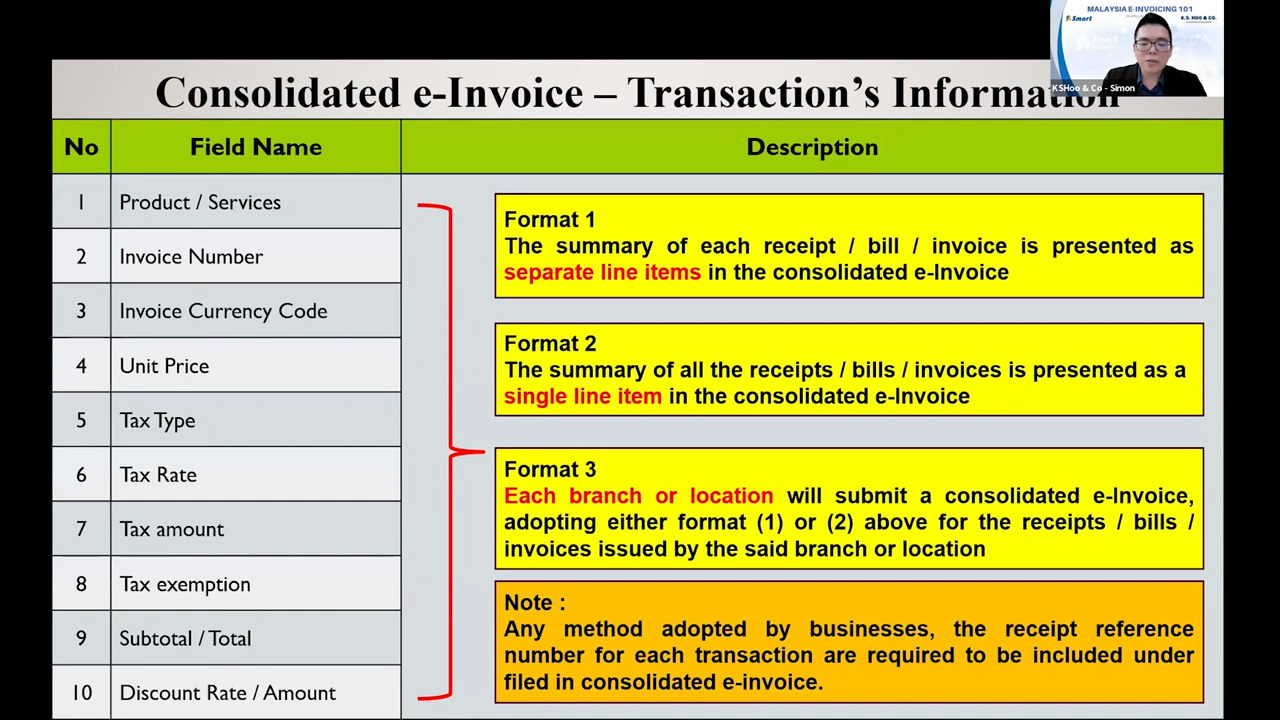 MALAYSIA E-INVOICING 101
Smart
K.S. HOO & CO.
KSHoo & Co - Simon
Consolidated e-Invoice – Transaction's Information
No Field Name Description
1 Product / Services
2 Invoice Number
3 Invoice Currency Code
4 Unit Price
5 Tax Type
6 Tax Rate
7 Tax amount
8 Tax exemption
9 Subtotal / Total
10 Discount Rate / Amount
Format 1
The summary of each receipt / bill / invoice is presented as
separate line items in the consolidated e-Invoice
Format 2
The summary of all the receipts / bills / invoices is presented as a
single line item in the consolidated e-Invoice
Format 3
Each branch or location will submit a consolidated e-Invoice,
adopting either format (1) or (2) above for the receipts / bills /
invoices issued by the said branch or location
Note :
Any method adopted by businesses, the receipt reference
number for each transaction are required to be included under
filed in consolidated e-invoice.